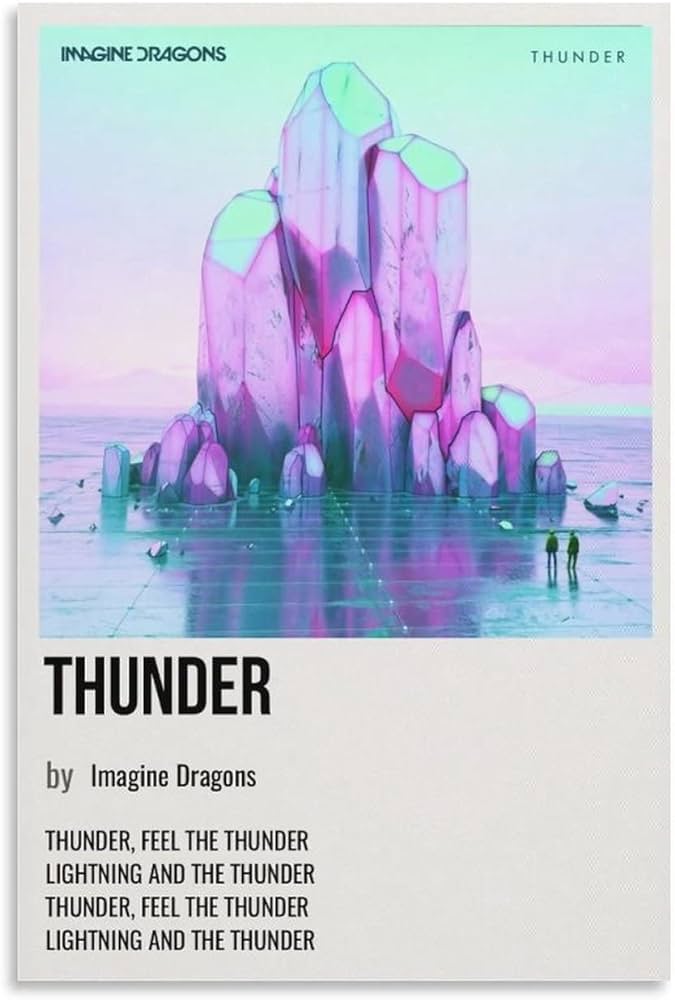 IMAGINE DRAGONS
THUNDER
THUNDER
by Imagine Dragons
THUNDER, FEEL THE THUNDER
LIGHTNING AND THE THUNDER
THUNDER, FEEL THE THUNDER
LIGHTNING AND THE THUNDER